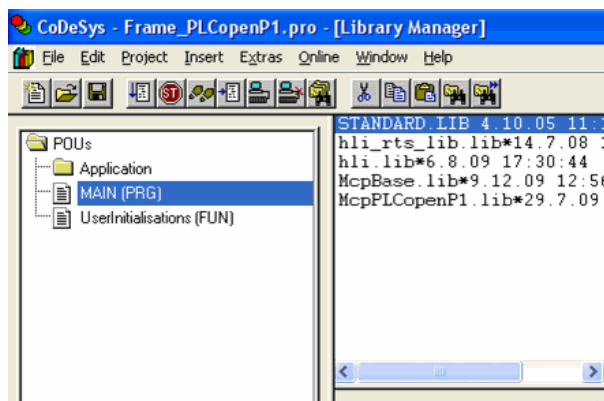 CoDeSys - Frame_PLCopenP1.pro - [Library Manager]
File Edit Project Insert Extras Online Window Help
POUs
Application
MAIN (PRG)
UserInitialisations (FUN)
STANDARD.LIB 4.10.05 11:
hli_rts_lib.lib*14.7.08
hli.lib*6.8.09 17:30:44
McpBase.lib*9.12.09 12:56
McpPLCopenP1.lib*29.7.09